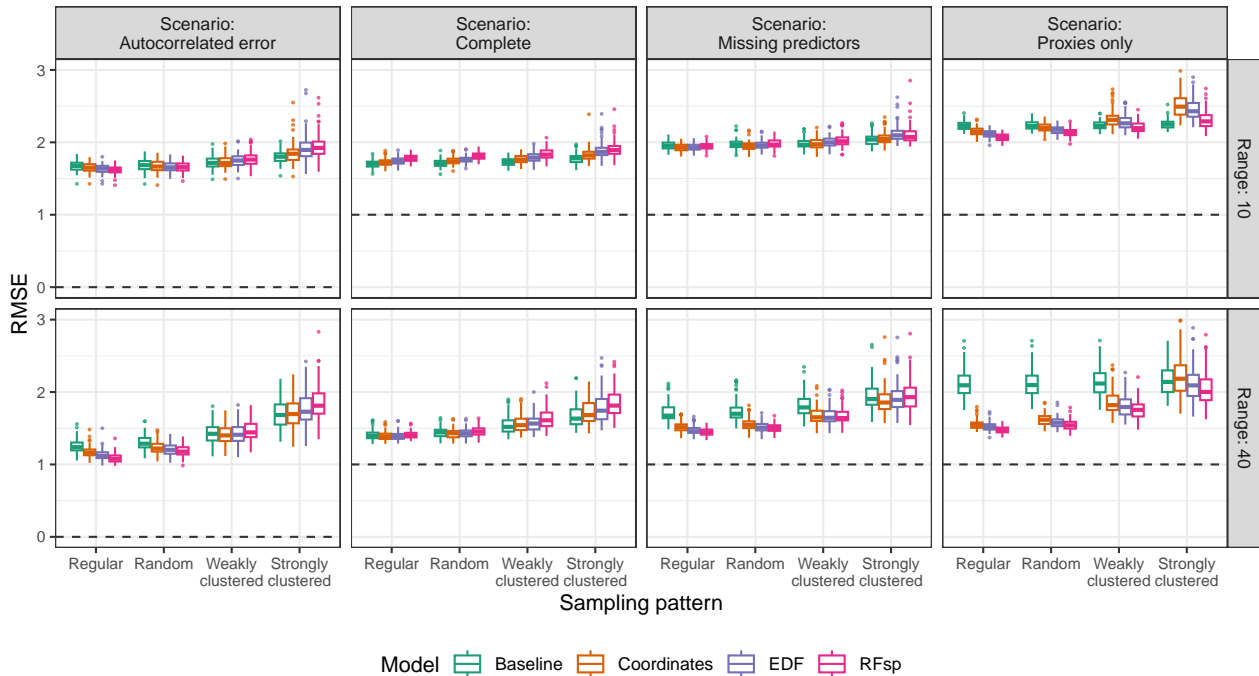 Scenario:
Autocorrelated error
Scenario:
Complete
Scenario:
Missing predictors
Scenario:
Proxies only
3
2
1
0
Range: 10
3
2
1
0
Range: 40
RMSE
Regular
Random
Weakly
clustered
Strongly
clustered
Regular
Random
Weakly
clustered
Strongly
clustered
Regular
Random
Weakly
clustered
Strongly
clustered
Regular
Random
Weakly
clustered
Strongly
clustered
Sampling pattern
Model
Baseline
Coordinates
EDF
RFsp